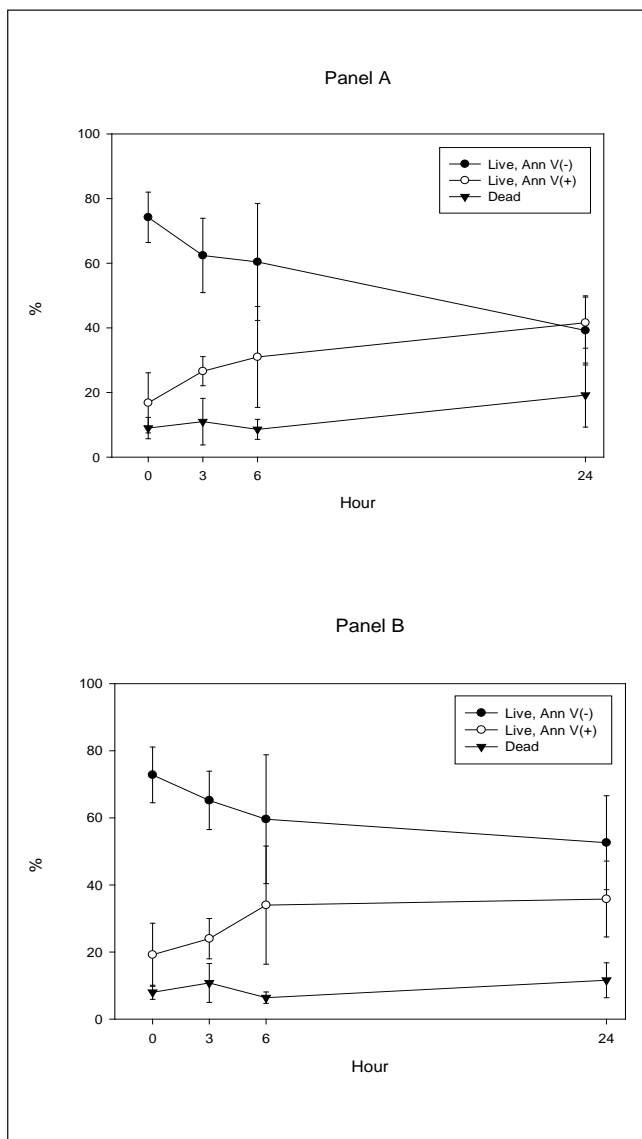 Panel A
100
80
60
40
20
0
%
Live, Ann V(-)
Live, Ann V(+)
Dead
0 3 6 24
Hour
Panel B
100
80
60
40
20
0
%
Live, Ann V(-)
Live, Ann V(+)
Dead
0 3 6 24
Hour